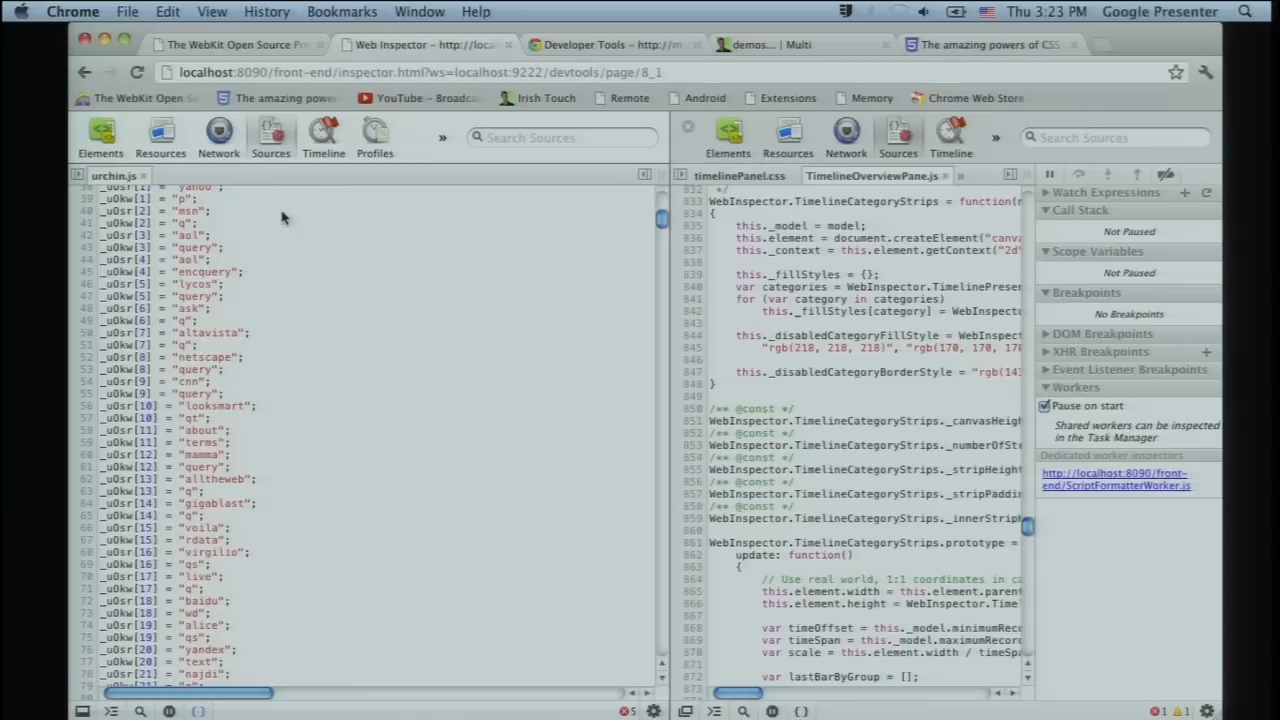 Chrome File Edit View History Bookmarks Window Help Thu 3:23 PM Google Presenter
The WebKit Open Source Pr Web Inspector – http://loca Developer Tools – http://m demos... | Multi The amazing powers of CSS
localhost:8090/front-end/inspector.html?ws=localhost:9222/devtools/page/8_1
The WebKit Open S The amazing powe YouTube – Broadca Irish Touch Remote Android Extensions Memory Chrome Web Store
Elements Resources Network Sources Timeline Profiles » Search Sources
urchin.js
38 _uOsr[1] = "yahoo";
39 _uOkw[1] = "p";
40 _uOsr[2] = "msn";
41 _uOkw[2] = "q";
42 _uOsr[3] = "aol";
43 _uOkw[3] = "query";
44 _uOsr[4] = "aol";
45 _uOkw[4] = "encquery";
46 _uOsr[5] = "lycos";
47 _uOkw[5] = "query";
48 _uOsr[6] = "ask";
49 _uOkw[6] = "q";
50 _uOsr[7] = "altavista";
51 _uOkw[7] = "q";
52 _uOsr[8] = "netscape";
53 _uOkw[8] = "query";
54 _uOsr[9] = "cnn";
55 _uOkw[9] = "query";
56 _uOsr[10] = "looksmart";
57 _uOkw[10] = "qt";
58 _uOsr[11] = "about";
59 _uOkw[11] = "terms";
60 _uOsr[12] = "mamma";
61 _uOkw[12] = "query";
62 _uOsr[13] = "alltheweb";
63 _uOkw[13] = "q";
64 _uOsr[14] = "gigablast";
65 _uOkw[14] = "q";
66 _uOsr[15] = "voila";
67 _uOkw[15] = "rdata";
68 _uOsr[16] = "virgilio";
69 _uOkw[16] = "qs";
70 _uOsr[17] = "live";
71 _uOkw[17] = "q";
72 _uOsr[18] = "baidu";
73 _uOkw[18] = "wd";
74 _uOsr[19] = "alice";
75 _uOkw[19] = "qs";
76 _uOsr[20] = "yandex";
77 _uOkw[20] = "text";
78 _uOsr[21] = "najdi";
79
80
5
Elements Resources Network Sources Timeline » Search Sources
timelinePanel.css TimelineOverviewPane.js »
832 */
833 WebInspector.TimelineCategoryStrips = function(m
834 {
835 this._model = model;
836 this.element = document.createElement("canva
837 this._context = this.element.getContext("2d"
838
839 this._fillStyles = {};
840 var categories = WebInspector.TimelinePrese
841 for (var category in categories)
842 this._fillStyles[category] = WebInspecto
843
844 this._disabledCategoryFillStyle = WebInspect
845 "rgb(218, 218, 218)", "rgb(170, 170, 170
846
847 this._disabledCategoryBorderStyle = "rgb(143
848 }
849
850 /** @const */
851 WebInspector.TimelineCategoryStrips._canvasHeigh
852 /** @const */
853 WebInspector.TimelineCategoryStrips._numberOfStr
854 /** @const */
855 WebInspector.TimelineCategoryStrips._stripHeight
856 /** @const */
857 WebInspector.TimelineCategoryStrips._stripPaddin
858 /** @const */
859 WebInspector.TimelineCategoryStrips._innerStripH
860
861 WebInspector.TimelineCategoryStrips.prototype =
862 update: function()
863 {
864 // Use real world, 1:1 coordinates in ca
865 this.element.width = this.element.parent
866 this.element.height = WebInspector.Timel
867
868 var timeOffset = this._model.minimumReco
869 var timeSpan = this._model.maximumRecord
870 var scale = this.element.width / timeSpa
871
872 var lastBarByGroup = [];
873
Watch Expressions
Call Stack
Not Paused
Scope Variables
Not Paused
Breakpoints
No Breakpoints
DOM Breakpoints
XHR Breakpoints
Event Listener Breakpoints
Workers
Pause on start
Shared workers can be inspected
in the Task Manager
Dedicated worker inspectors
http://localhost:8090/front-
end/ScriptFormatterWorker.js
1 1